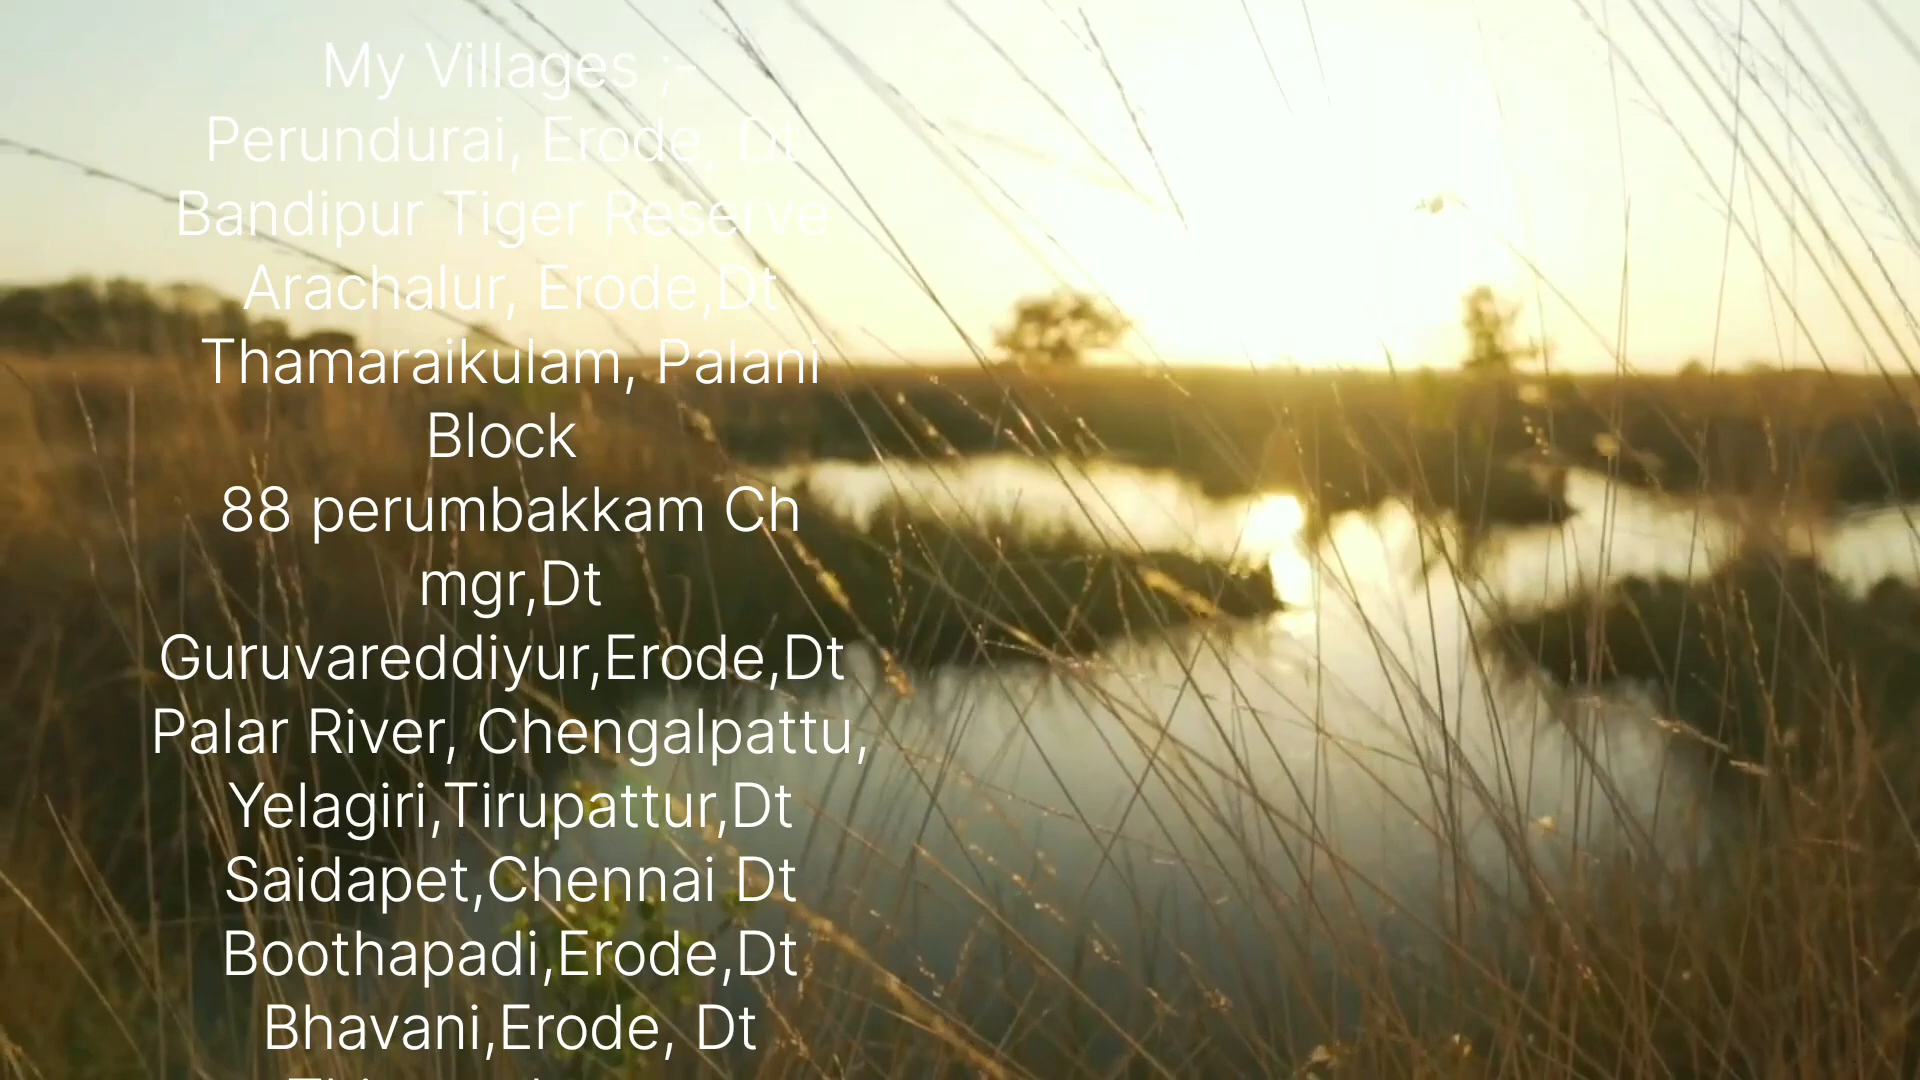 My Villages ;-
Perundurai, Erode, Dt
Bandipur Tiger Reserve
Arachalur, Erode,Dt
Thamaraikulam, Palani
Block
88 perumbakkam Ch
mgr,Dt
Guruvareddiyur,Erode,Dt
Palar River, Chengalpattu,
Yelagiri,Tirupattur,Dt
Saidapet,Chennai Dt
Boothapadi,Erode,Dt
Bhavani,Erode, Dt